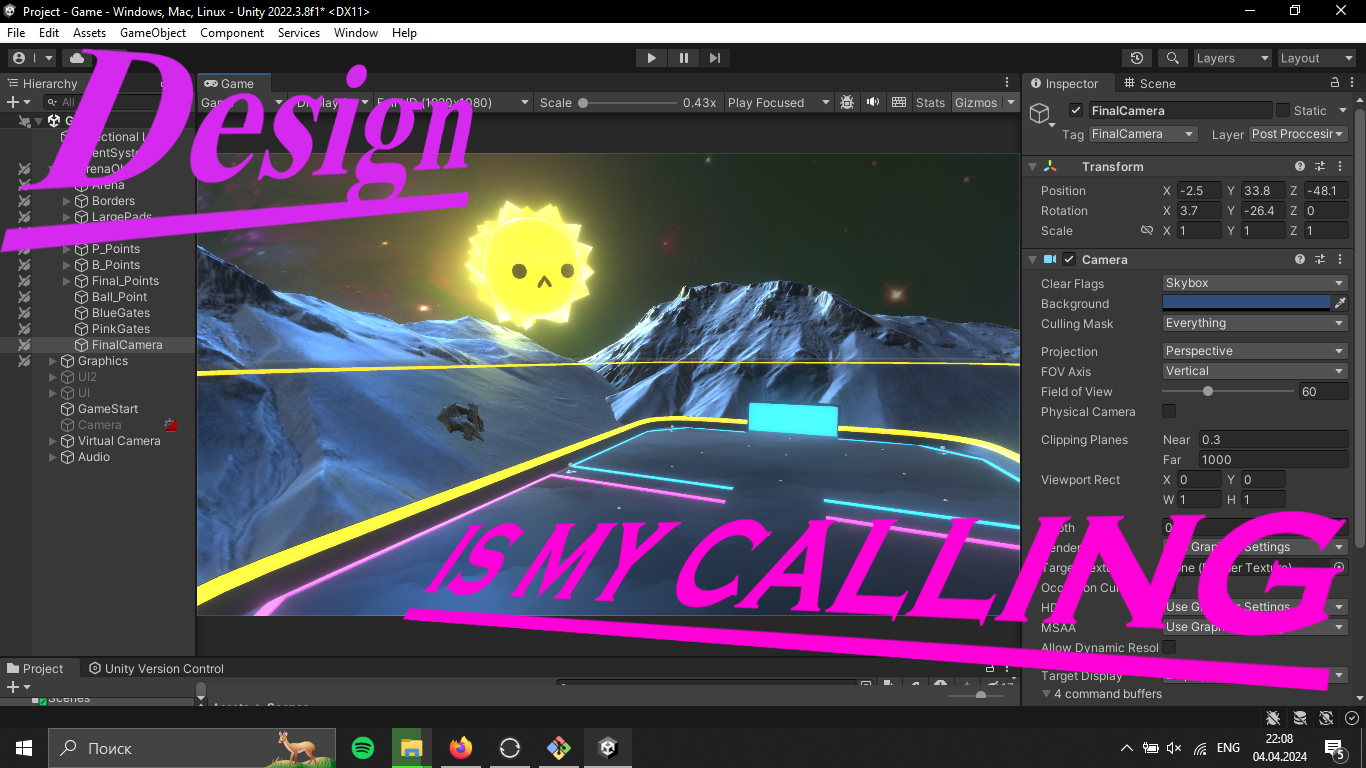 Project - Game - Windows, Mac, Linux - Unity 2022.3.8f1* <DX11>
File Edit Assets GameObject Component Services Window Help
I Layers Layout
Hierarchy Game Inspector Scene
All Scale 0.43x Play Focused Stats Gizmos
FinalCamera Static
Tag FinalCamera Layer Post Proccesir
Design
Arena
Borders
LargePads
P_Points
B_Points
Final_Points
Ball_Point
BlueGates
PinkGates
FinalCamera
Graphics
UI2
UI
GameStart
Camera
Virtual Camera
Audio
Transform
Position X -2.5 Y 33.8 Z -48.1
Rotation X 3.7 Y -26.4 Z 0
Scale X 1 Y 1 Z 1
Camera
Clear Flags Skybox
Background
Culling Mask Everything
Projection Perspective
FOV Axis Vertical
Field of View 60
Physical Camera
Clipping Planes Near 0.3
Far 1000
Viewport Rect X 0 Y 0
W 1 H 1
IS MY CALLING
MSAA
Allow Dynamic Resol
Target Display
4 command buffers
Project Unity Version Control
Scenes
Поиск
ENG
22:08
04.04.2024
5